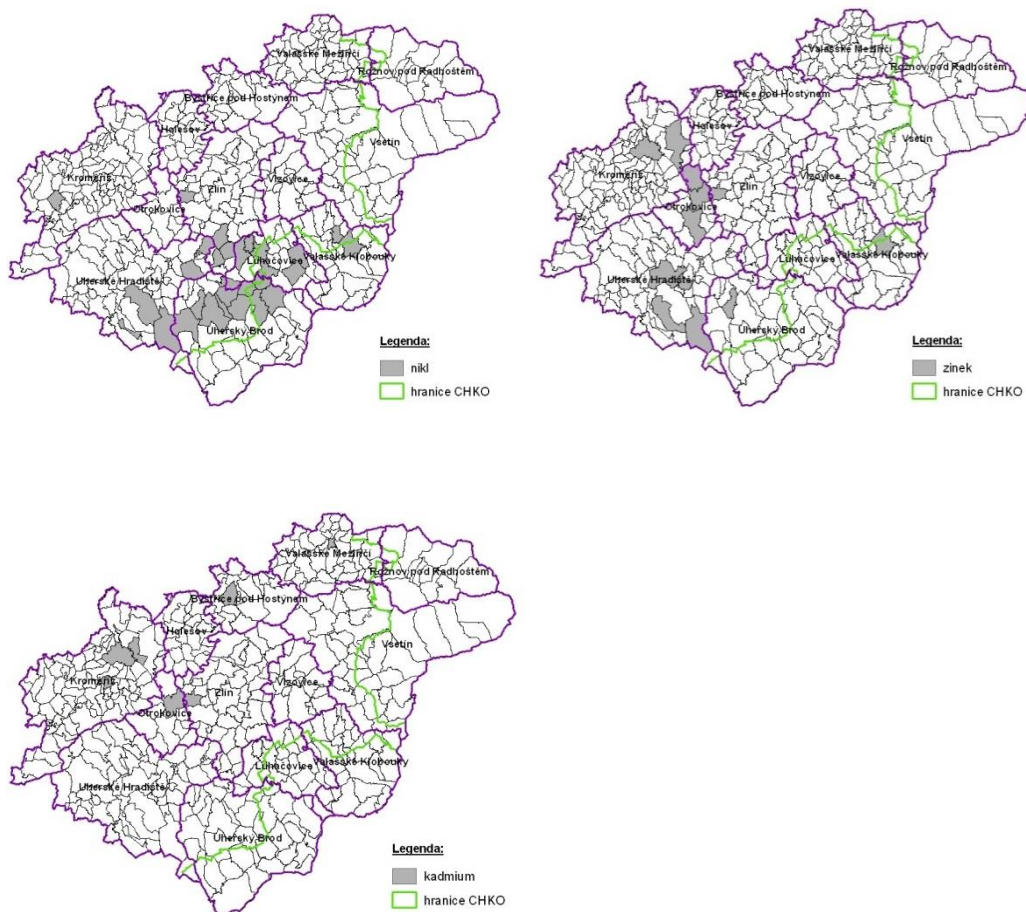 Valašské Meziříčí
Rožnov pod Radhoštěm
Bystřice pod Hostýnem
Holešov
Vsetín
Kroměříž
Zlín
Vizovice
Otrokovice
Luhačovice
Valašské Klobouky
Uherské Hradiště
Uherský Brod
Legenda:
nikl
hranice CHKO
Valašské Meziříčí
Rožnov pod Radhoštěm
Bystřice pod Hostýnem
Holešov
Vsetín
Kroměříž
Zlín
Vizovice
Otrokovice
Luhačovice
Valašské Klobouky
Uherské Hradiště
Uherský Brod
Legenda:
zinek
hranice CHKO
Valašské Meziříčí
Rožnov pod Radhoštěm
Bystřice pod Hostýnem
Holešov
Vsetín
Kroměříž
Zlín
Vizovice
Otrokovice
Luhačovice
Valašské Klobouky
Uherské Hradiště
Uherský Brod
Legenda:
kadmium
hranice CHKO